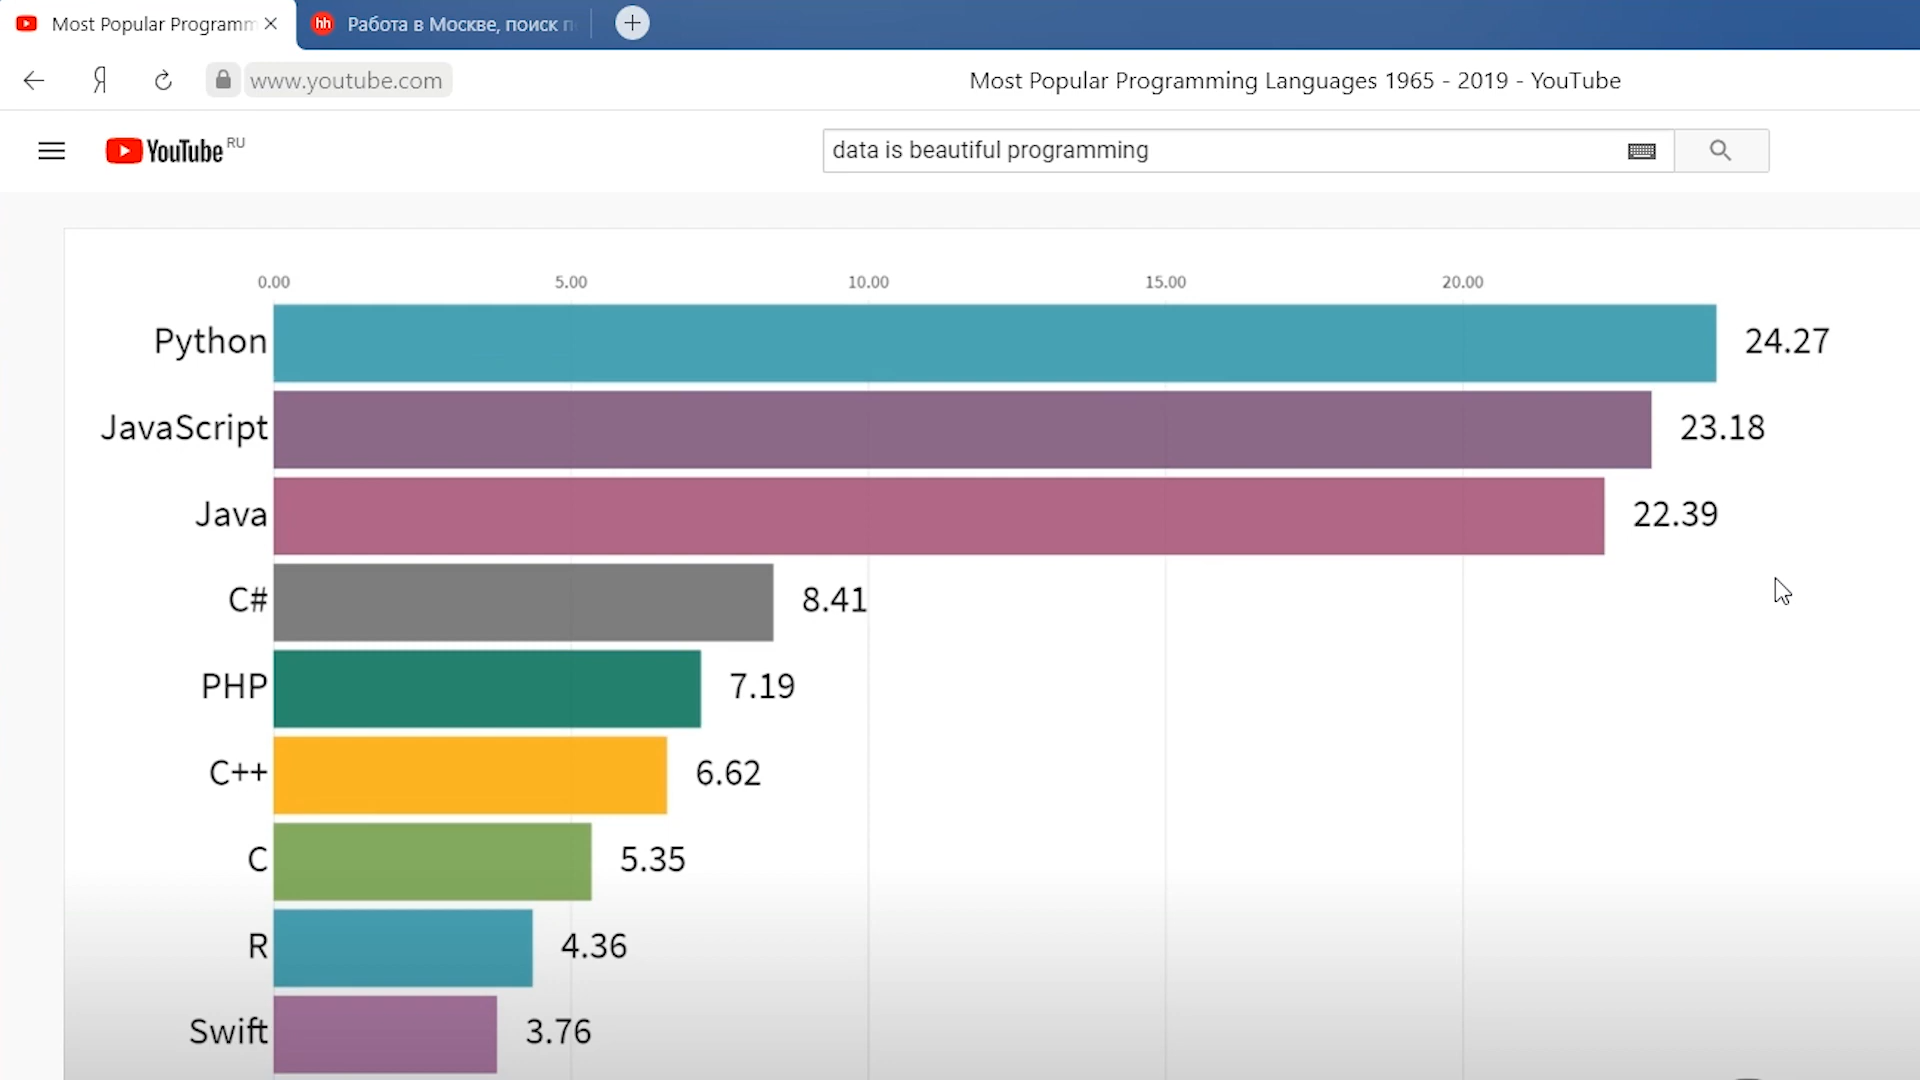 Most Popular Programm
Работа в Москве, поиск п
www.youtube.com
Most Popular Programming Languages 1965 - 2019 - YouTube
YouTube RU
data is beautiful programming
0.00 5.00 10.00 15.00 20.00
Python 24.27
JavaScript 23.18
Java 22.39
C# 8.41
PHP 7.19
C++ 6.62
C 5.35
R 4.36
Swift 3.76